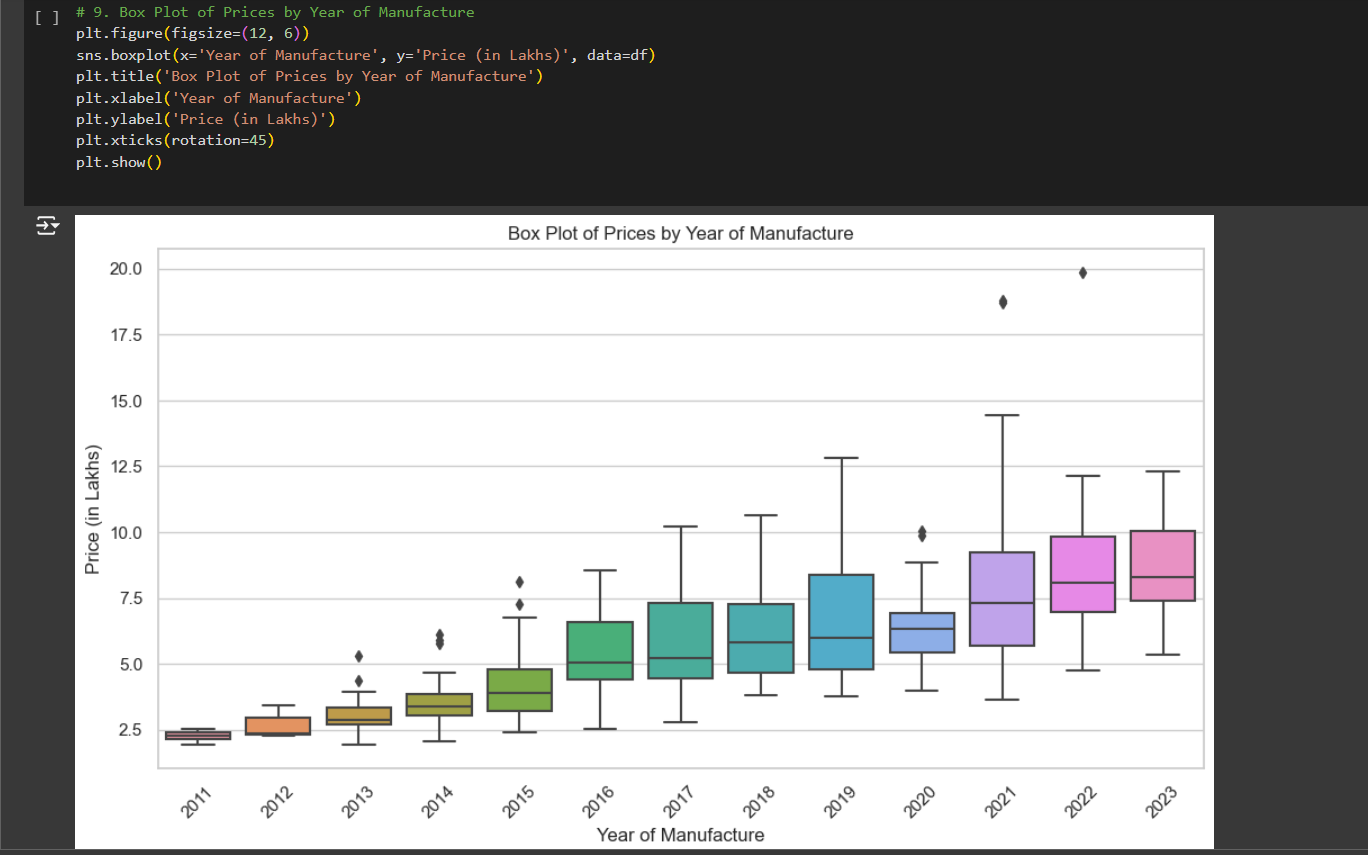 [ ]
# 9. Box Plot of Prices by Year of Manufacture
plt.figure(figsize=(12, 6))
sns.boxplot(x='Year of Manufacture', y='Price (in Lakhs)', data=df)
plt.title('Box Plot of Prices by Year of Manufacture')
plt.xlabel('Year of Manufacture')
plt.ylabel('Price (in Lakhs)')
plt.xticks(rotation=45)
plt.show()
Box Plot of Prices by Year of Manufacture
20.0
17.5
15.0
12.5
10.0
7.5
5.0
2.5
Price (in Lakhs)
2011 2012 2013 2014 2015 2016 2017 2018 2019 2020 2021 2022 2023
Year of Manufacture